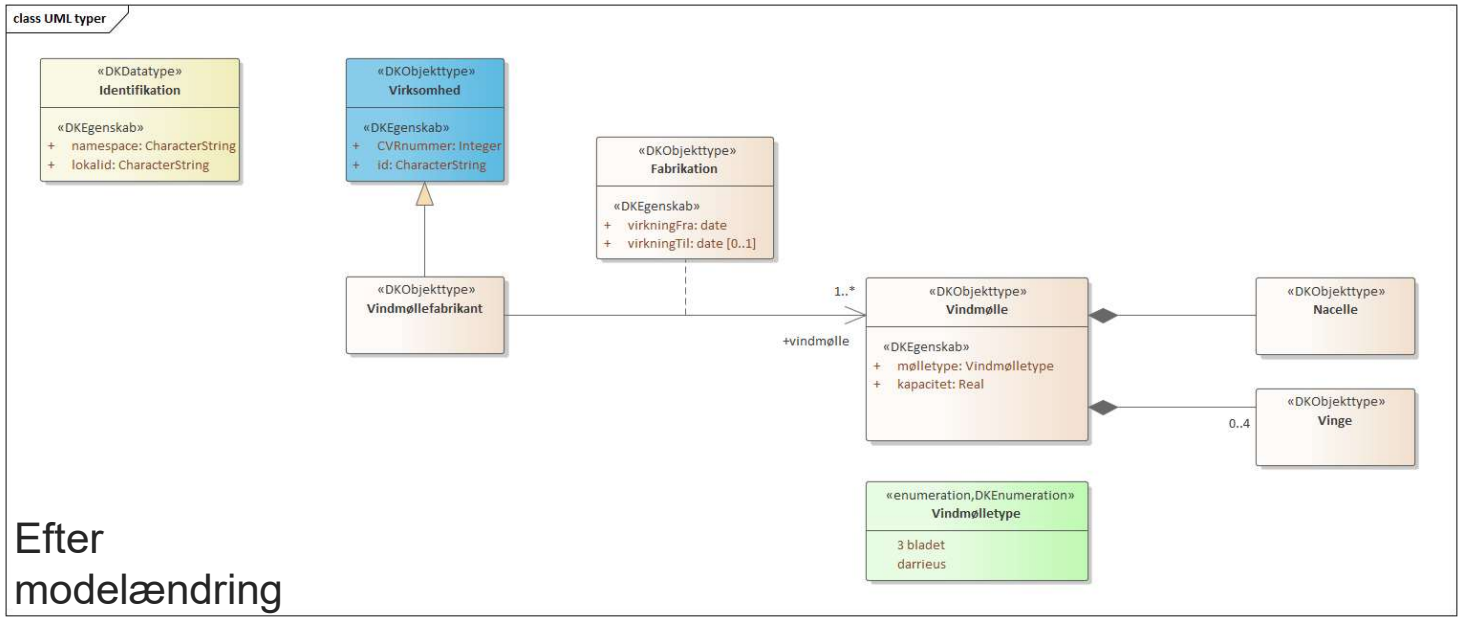 class UML typer
«DKDatatype»
Identifikation
«DKEgenskab»
+ namespace: CharacterString
+ lokalid: CharacterString
«DKObjekttype»
Virksomhed
«DKEgenskab»
+ CVRnummer: Integer
+ id: CharacterString
«DKObjekttype»
Fabrikation
«DKEgenskab»
+ virkningFra: date
+ virkningTil: date [0..1]
«DKObjekttype»
Vindmøllefabrikant
1..*
+vindmølle
«DKObjekttype»
Vindmølle
«DKEgenskab»
+ mølletype: Vindmølletype
+ kapacitet: Real
«DKObjekttype»
Nacelle
«DKObjekttype»
Vinge
0..4
«enumeration,DKEnumeration»
Vindmølletype
3 bladet
darrieus
Efter
modelændring